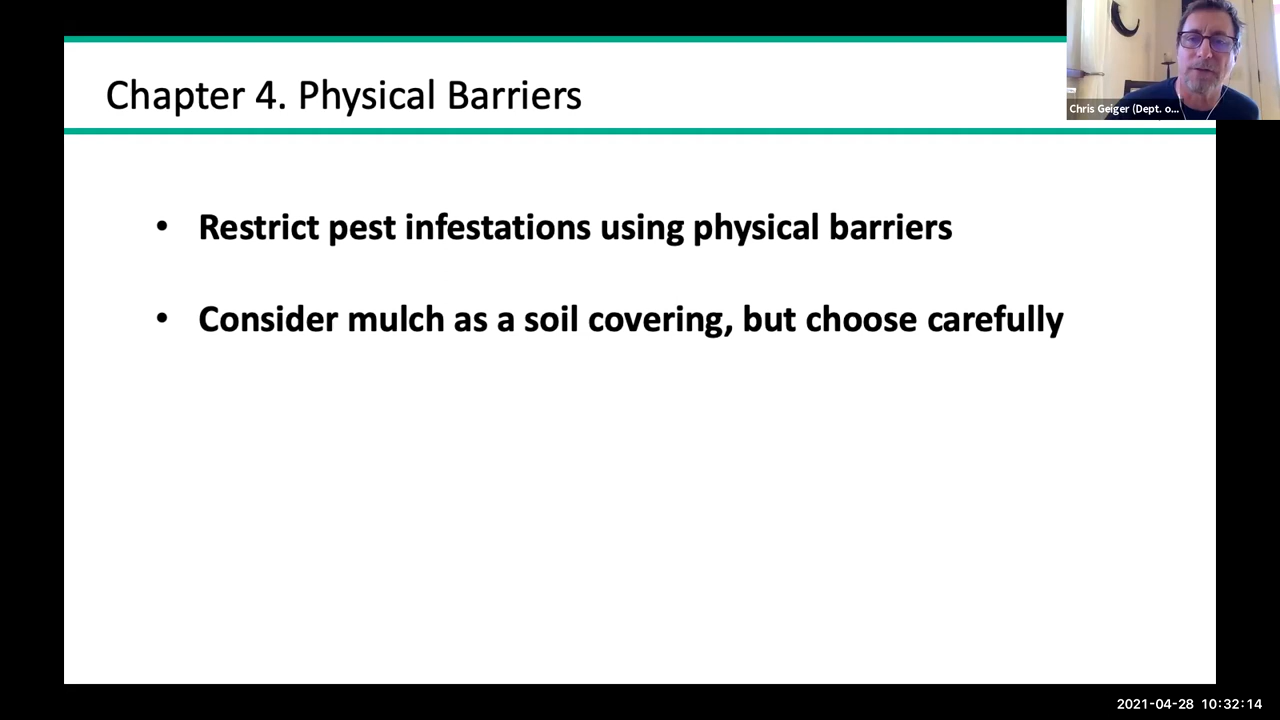 Chapter 4. Physical Barriers
Chris Geiger (Dept. o...
• Restrict pest infestations using physical barriers
• Consider mulch as a soil covering, but choose carefully
2021-04-28 10:32:14